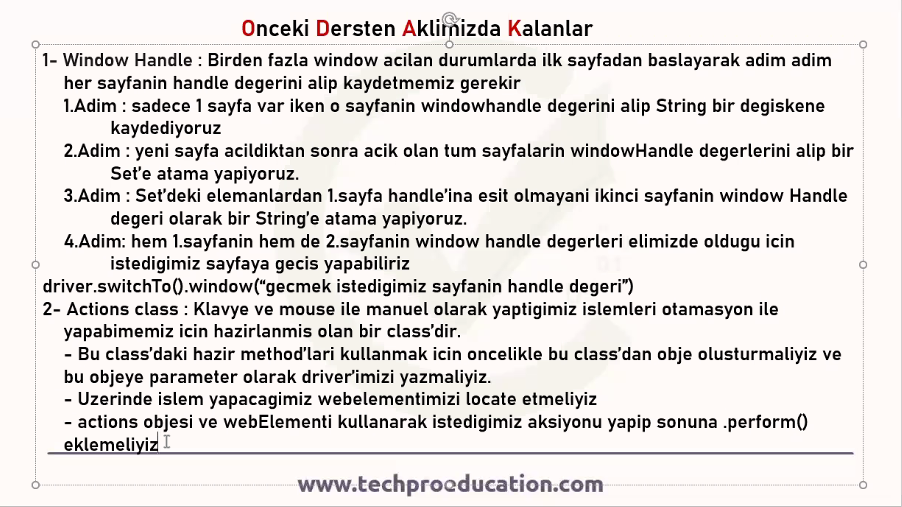 Onceki Dersten Aklimizda Kalanlar
1- Window Handle : Birden fazla window acilan durumlarda ilk sayfadan baslayarak adim adim
her sayfanin handle degerini alip kaydetmemiz gerekir
1.Adim : sadece 1 sayfa var iken o sayfanin windowhandle degerini alip String bir degiskene
kaydediyoruz
2.Adim : yeni sayfa acildiktan sonra acik olan tum sayfalarin windowHandle degerlerini alip bir
Set’e atama yapiyoruz.
3.Adim : Set’deki elemanlardan 1.sayfa handle’ina esit olmayani ikinci sayfanin window Handle
degeri olarak bir String’e atama yapiyoruz.
4.Adim: hem 1.sayfanin hem de 2.sayfanin window handle degerleri elimizde oldugu icin
istedigimiz sayfaya gecis yapabiliriz
driver.switchTo().window(“gecmek istedigimiz sayfanin handle degeri”)
2- Actions class : Klavye ve mouse ile manuel olarak yaptigimiz islemleri otamasyon ile
yapabimemiz icin hazirlanmis olan bir class’dir.
- Bu class’daki hazir method’lari kullanmak icin oncelikle bu class’dan obje olusturmaliyiz ve
bu objeye parameter olarak driver’imizi yazmaliyiz.
- Uzerinde islem yapacagimiz webelementimizi locate etmeliyiz
- actions objesi ve webElementi kullanarak istedigimiz aksiyonu yapip sonuna .perform()
eklemeliyiz
www.techproeducation.com